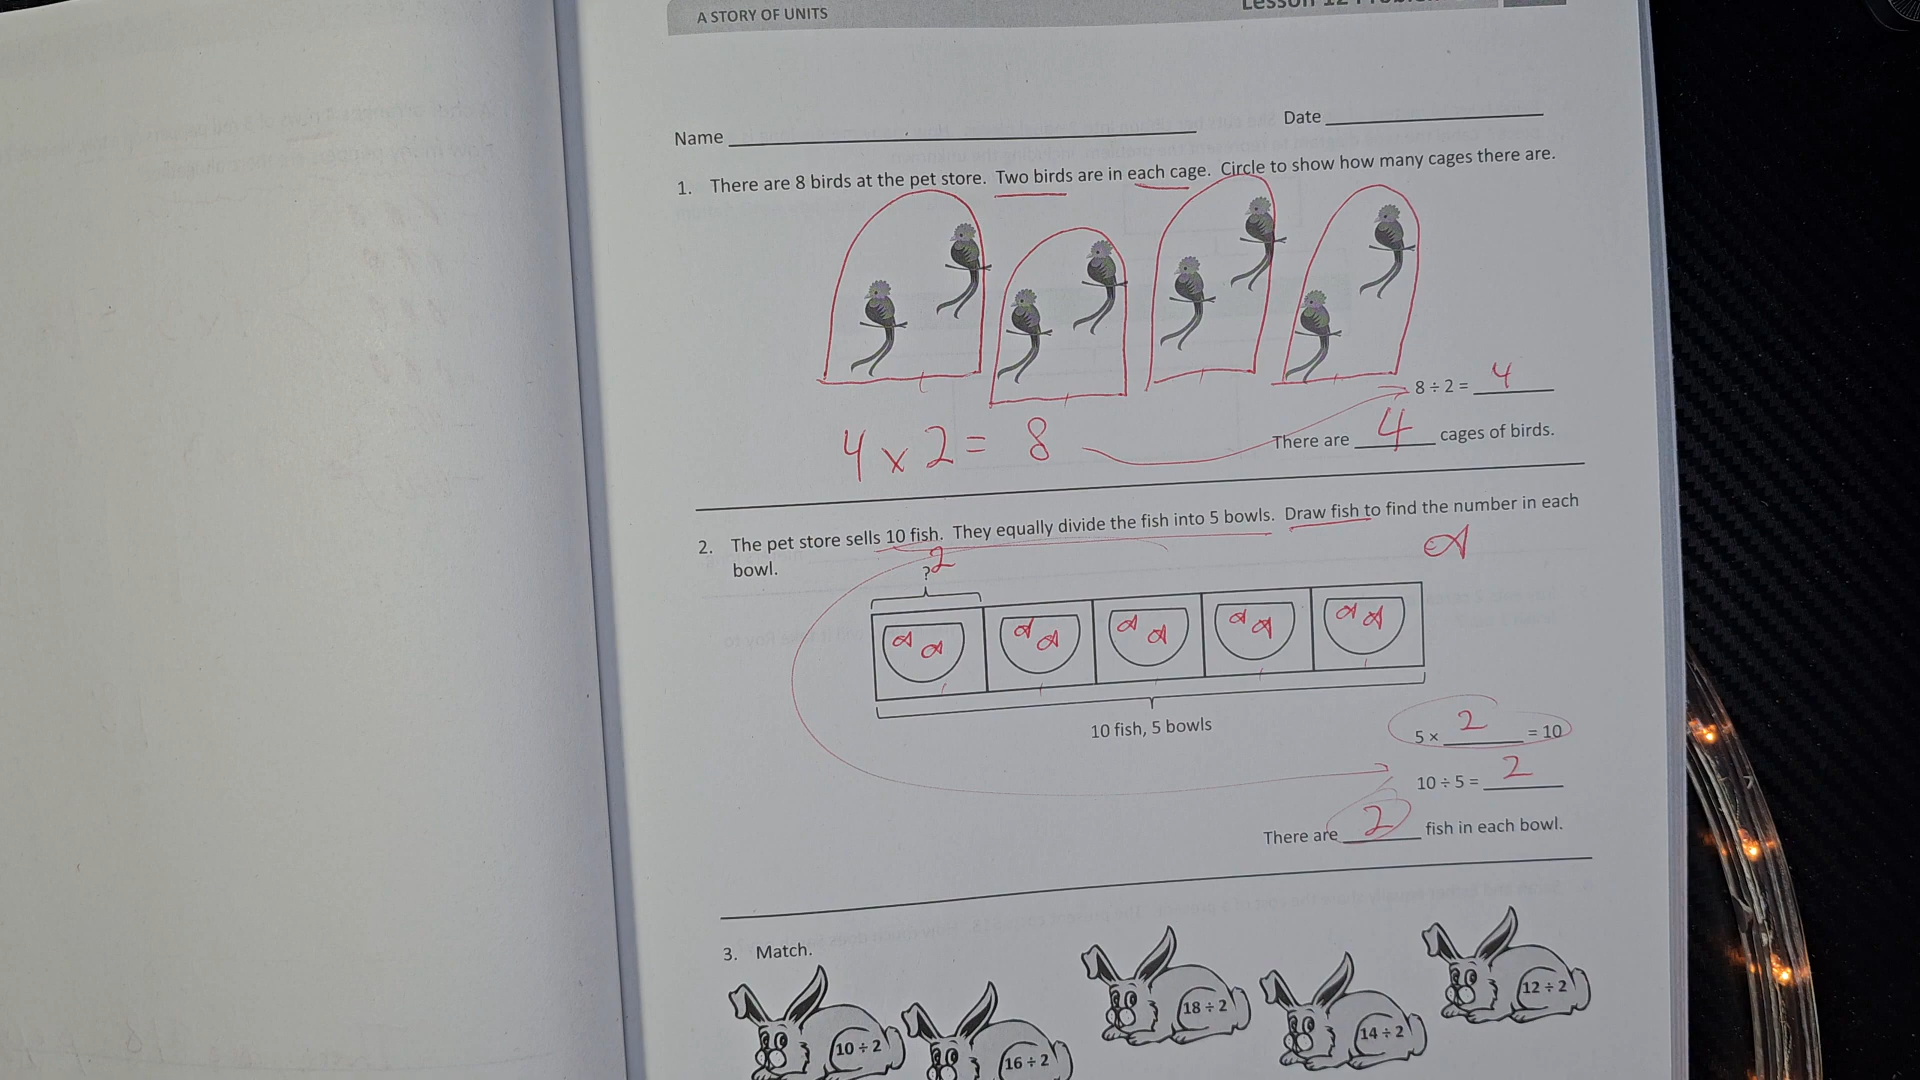 A STORY OF UNITS
Lesson 12
Name
Date
1. There are 8 birds at the pet store. Two birds are in each cage. Circle to show how many cages there are.
8 ÷ 2 = 4
4 x 2 = 8
There are 4 cages of birds.
2. The pet store sells 10 fish. They equally divide the fish into 5 bowls. Draw fish to find the number in each
bowl.
? 2
10 fish, 5 bowls
5 × 2 = 10
10 ÷ 5 = 2
There are 2 fish in each bowl.
3. Match.
18 ÷ 2
12 ÷ 2
10 ÷ 2
16 ÷ 2
14 ÷ 2